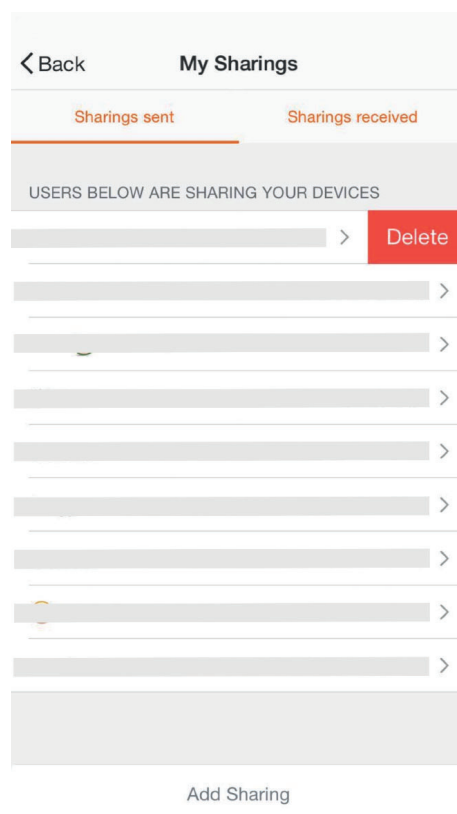 Back My Sharings
Sharings sent Sharings received
USERS BELOW ARE SHARING YOUR DEVICES
Delete
Add Sharing